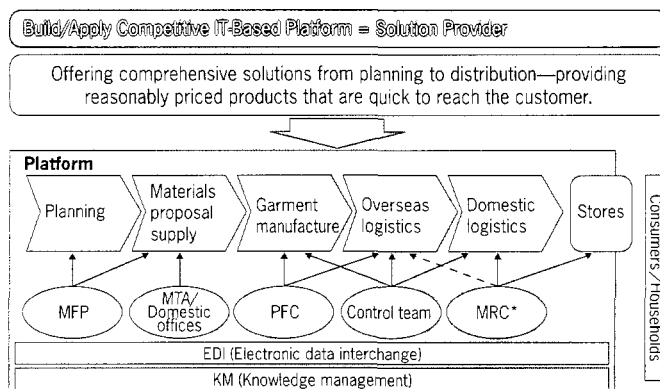 Build/Apply Competitive IT-Based Platform = Solution Provider
Offering comprehensive solutions from planning to distribution—providing
reasonably priced products that are quick to reach the customer.
Platform
Planning
Materials
proposal
supply
Garment
manufacture
Overseas
logistics
Domestic
logistics
Stores
Consumers/Households
MFP
MTA/
Domestic
offices
PFC
Control team
MRC*
EDI (Electronic data interchange)
KM (Knowledge management)